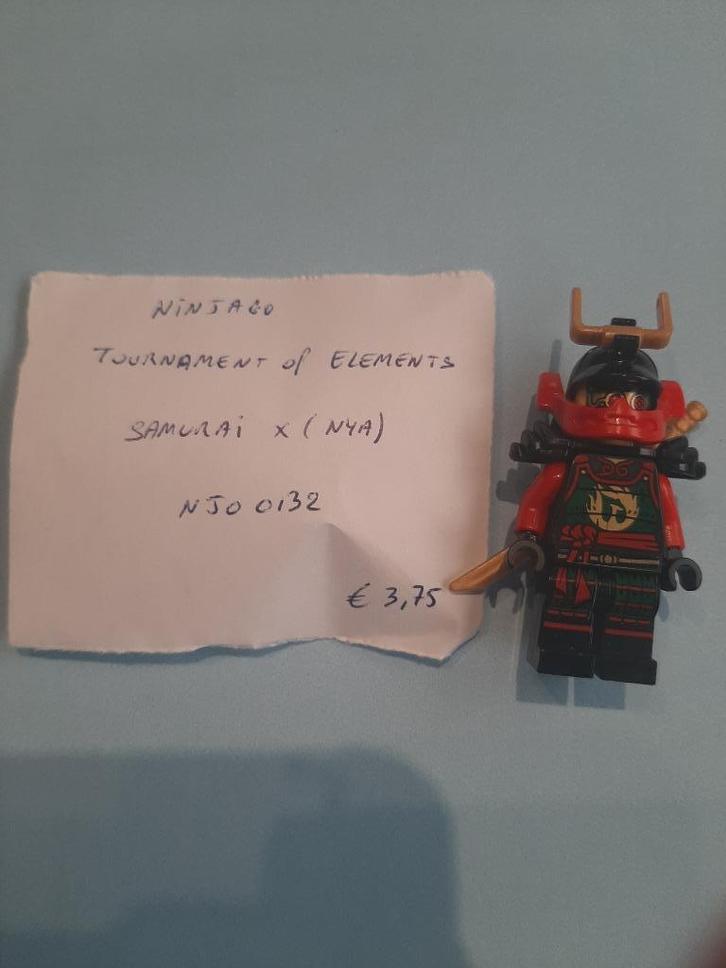 NiNJAGO
TOURNAMENT of ELEMENTS
SAMURAi X (NYA)
NJO 0132
€ 3,75